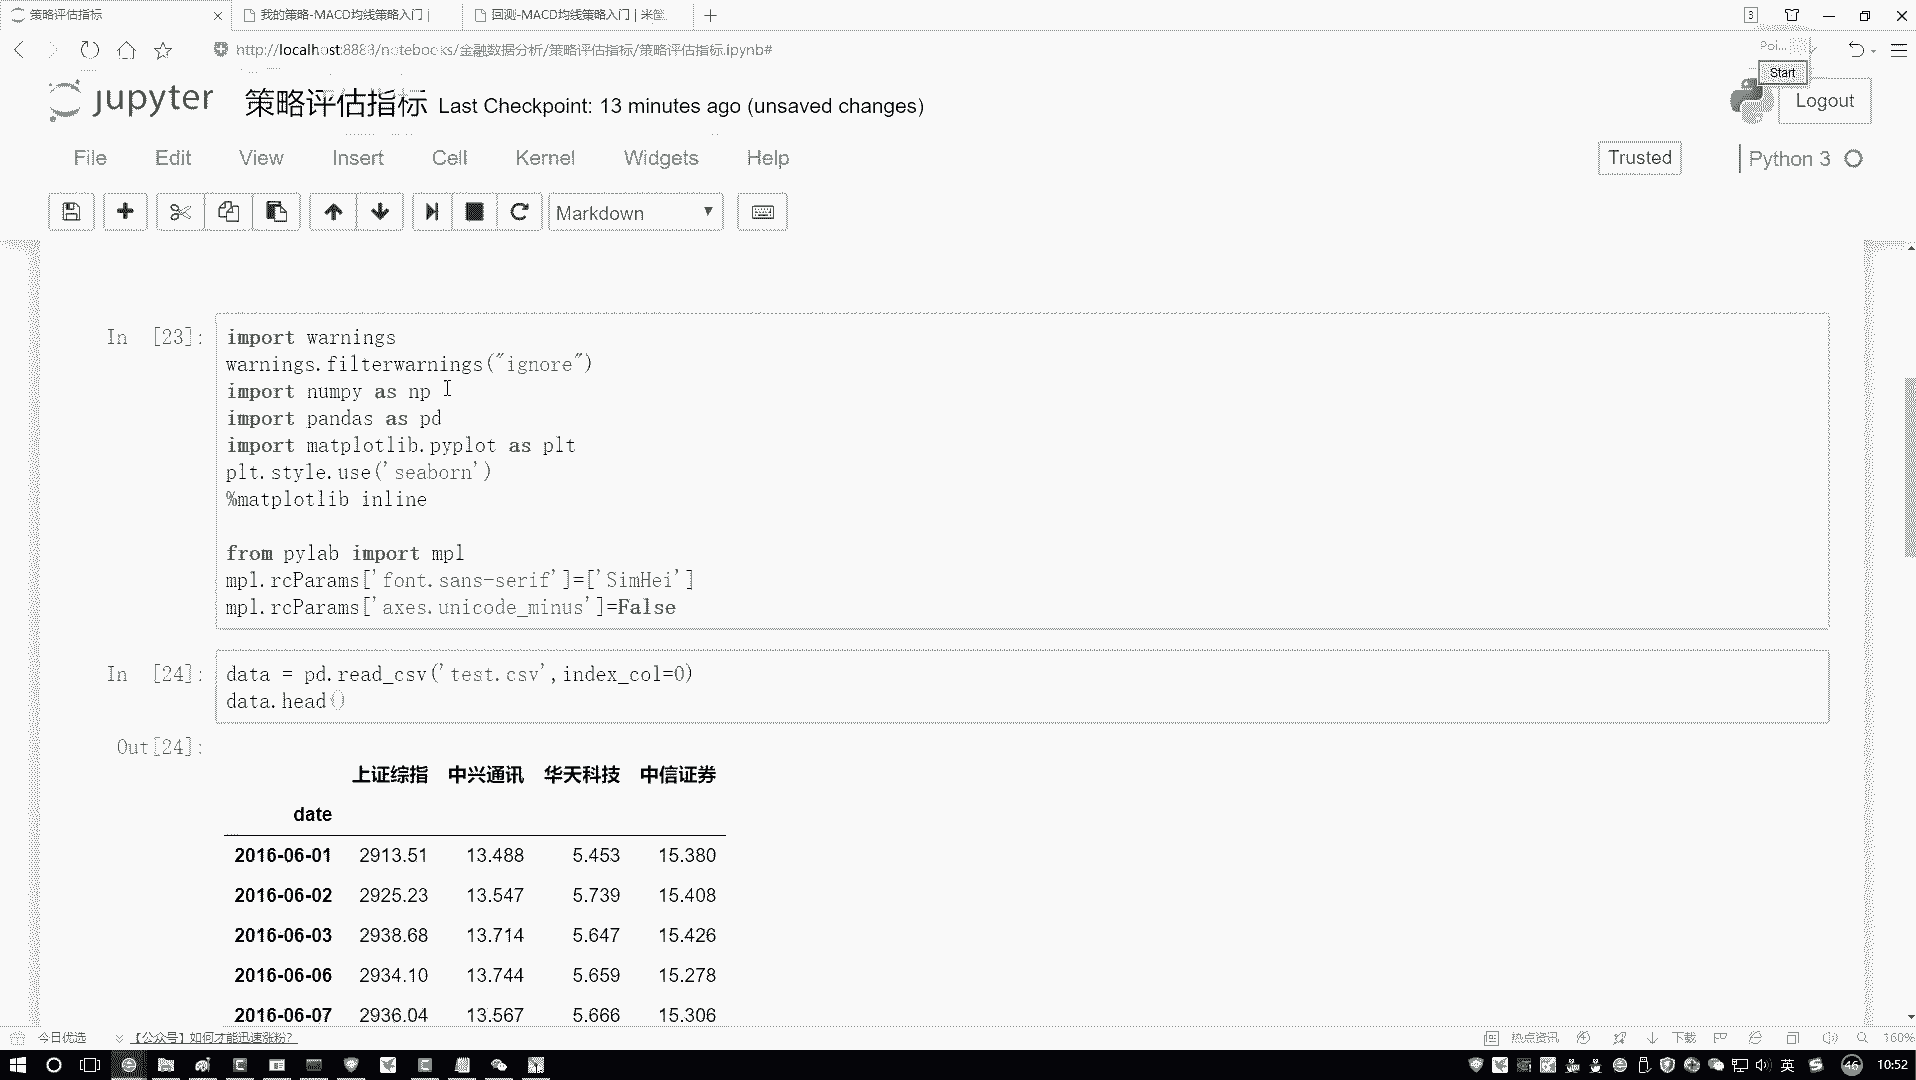 策略评估指标
我的策略-MACD均线策略入门 |
回测-MACD均线策略入门 | 米筐
3
http://localhost:8883/notebooks/金融数据分析/策略评估指标/策略评估指标.ipynb#
Poi...
Start
jupyter 策略评估指标 Last Checkpoint: 13 minutes ago (unsaved changes)
Logout
File Edit View Insert Cell Kernel Widgets Help
Trusted
Python 3
Markdown
In [23]:
import warnings
warnings.filterwarnings("ignore")
import numpy as np
import pandas as pd
import matplotlib.pyplot as plt
plt.style.use('seaborn')
%matplotlib inline
from pylab import mpl
mpl.rcParams['font.sans-serif']=['SimHei']
mpl.rcParams['axes.unicode_minus']=False
In [24]:
data = pd.read_csv('test.csv',index_col=0)
data.head()
Out[24]:
上证综指 中兴通讯 华天科技 中信证券
date
2016-06-01 2913.51 13.488 5.453 15.380
2016-06-02 2925.23 13.547 5.739 15.408
2016-06-03 2938.68 13.714 5.647 15.426
2016-06-06 2934.10 13.744 5.659 15.278
2016-06-07 2936.04 13.567 5.666 15.306
今日优选
【公众号】如何才能迅速涨粉？
热点资讯
下载
160%
英
46
10:52